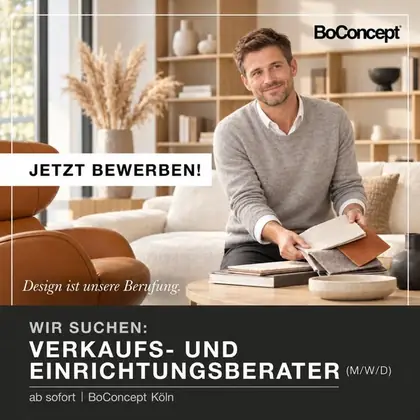 BoConcept®
JETZT BEWERBEN!
Design ist unsere Berufung.
WIR SUCHEN:
VERKAUFS- UND
EINRICHTUNGSBERATER (M/W/D)
ab sofort | BoConcept Köln